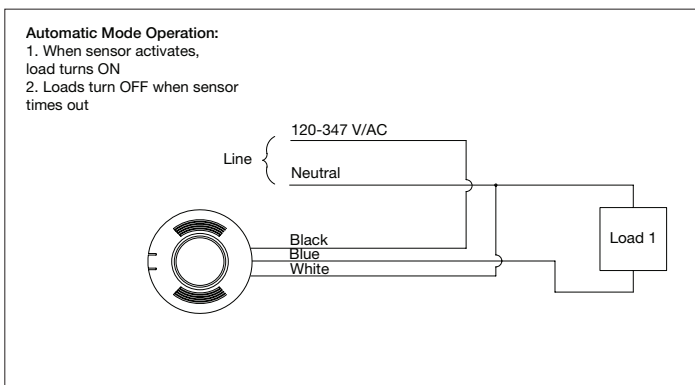 Automatic Mode Operation:
1. When sensor activates,
load turns ON
2. Loads turn OFF when sensor
times out
120-347 V/AC
Line
Neutral
Black
Blue
White
Load 1